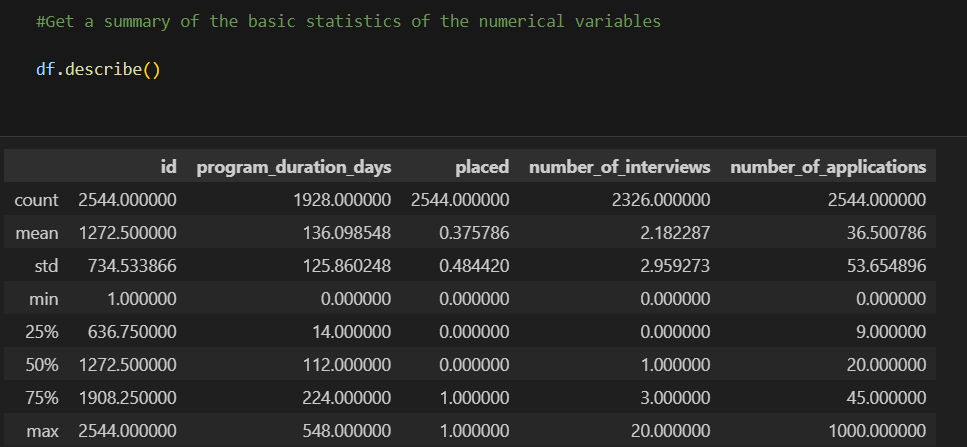 #Get a summary of the basic statistics of the numerical variables
df.describe()
id program_duration_days placed number_of_interviews number_of_applications
count 2544.000000 1928.000000 2544.000000 2326.000000 2544.000000
mean 1272.500000 136.098548 0.375786 2.182287 36.500786
std 734.533866 125.860248 0.484420 2.959273 53.654896
min 1.000000 0.000000 0.000000 0.000000 0.000000
25% 636.750000 14.000000 0.000000 0.000000 9.000000
50% 1272.500000 112.000000 0.000000 1.000000 20.000000
75% 1908.250000 224.000000 1.000000 3.000000 45.000000
max 2544.000000 548.000000 1.000000 20.000000 1000.000000